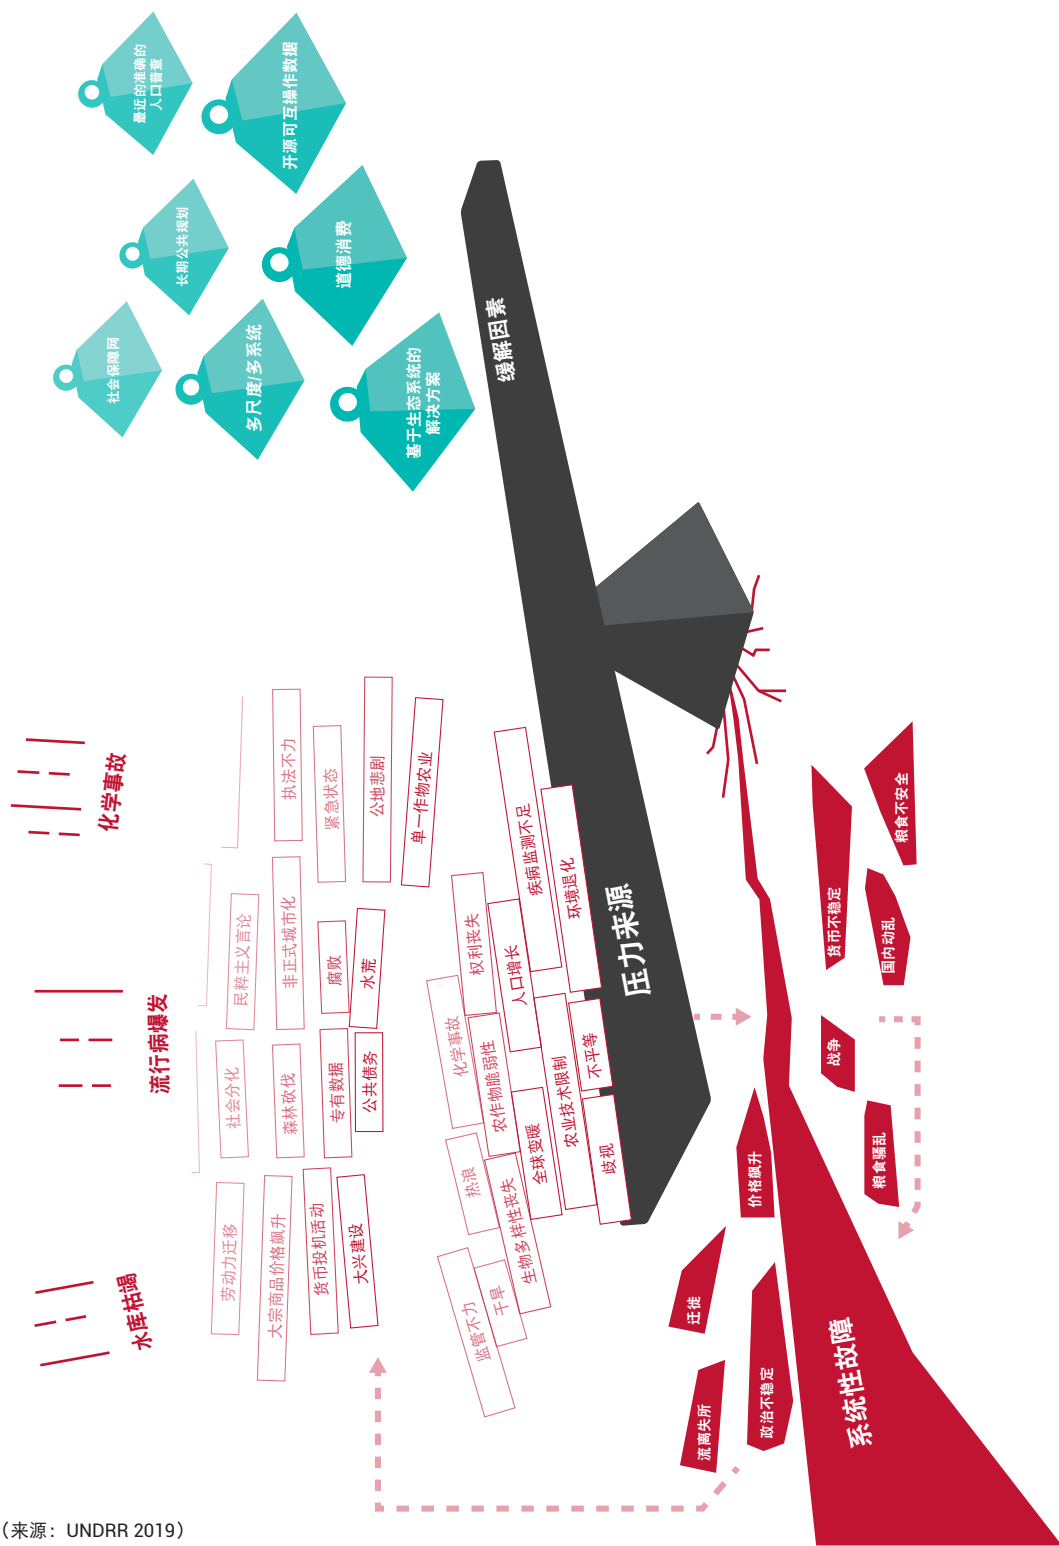 水库枯竭
流行病爆发
化学事故
劳动力迁移
社会分化
民粹主义言论
大宗商品价格飙升
森林砍伐
非正式城市化
执法不力
货币投机活动
专有数据
腐败
紧急状态
大兴建设
公共债务
水荒
公地悲剧
单一作物农业
监管不力
热浪
化学事故
权利丧失
干旱
农作物脆弱性
人口增长
疾病监测不足
生物多样性丧失
全球变暖
农业技术限制
环境退化
歧视
不平等
压力来源
缓解因素
社会保障网
长期公共规划
最近的准确的
人口普查
多尺度/多系统
道德消费
开源可互操作数据
基于生态系统的
解决方案
流离失所
迁徙
政治不稳定
价格飙升
战争
货币不稳定
粮食骚乱
国内动乱
粮食不安全
系统性故障
（来源：UNDRR 2019）